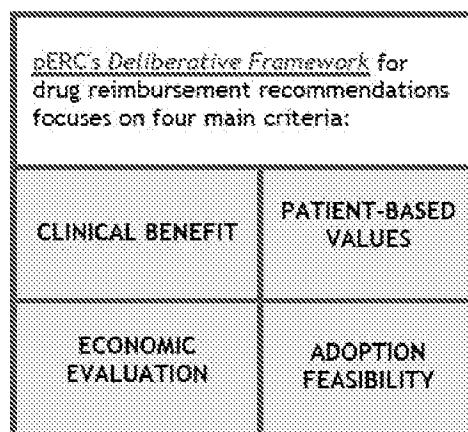 pERC's Deliberative Framework for
drug reimbursement recommendations
focuses on four main criteria:
CLINICAL BENEFIT
PATIENT-BASED
VALUES
ECONOMIC
EVALUATION
ADOPTION
FEASIBILITY